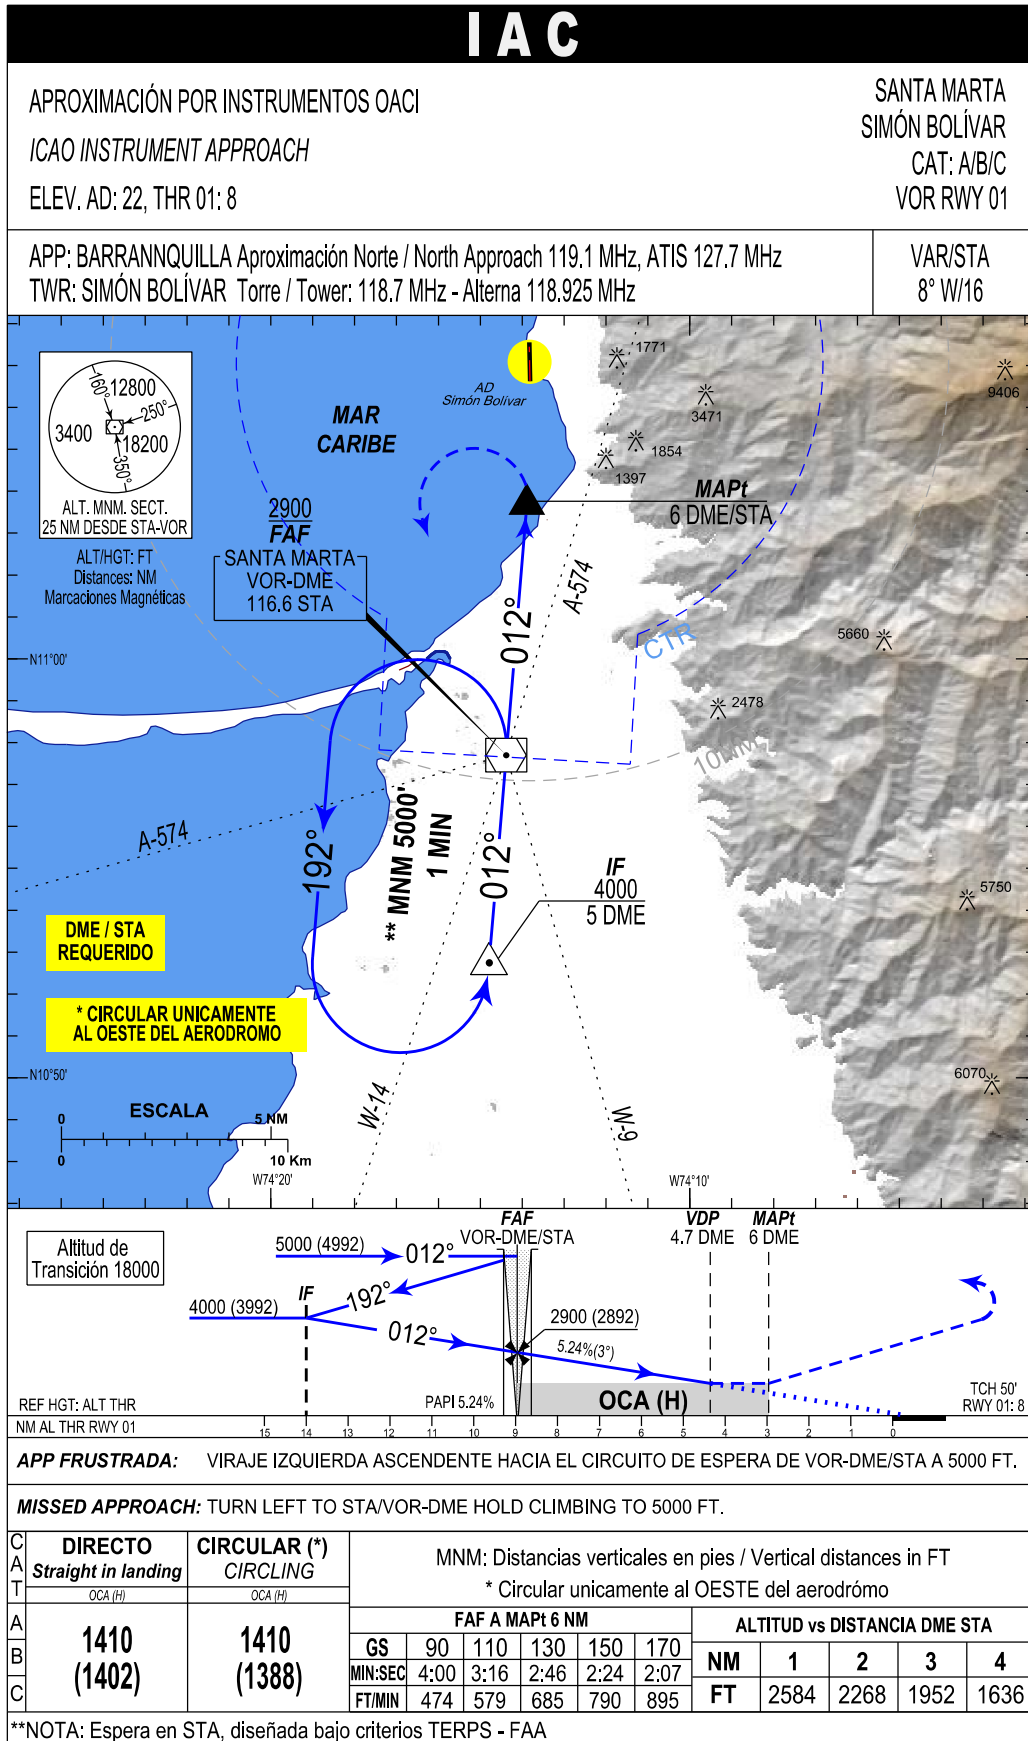 IAC
APROXIMACIÓN POR INSTRUMENTOS OACI
ICAO INSTRUMENT APPROACH
ELEV. AD: 22, THR 01: 8
SANTA MARTA
SIMÓN BOLÍVAR
CAT: A/B/C
VOR RWY 01
APP: BARRANNQUILLA Aproximación Norte / North Approach 119.1 MHz, ATIS 127.7 MHz
TWR: SIMÓN BOLÍVAR Torre / Tower: 118.7 MHz - Alterna 118.925 MHz
VAR/STA
8° W/16
160°
12800
250°
3400
18200
350°
ALT. MNM. SECT.
25 NM DESDE STA-VOR
ALT/HGT: FT
Distances: NM
Marcaciones Magnéticas
MAR
CARIBE
AD
Simón Bolivar
1771
9406
3471
1854
1397
MAPt
6 DME/STA
2900
FAF
SANTA MARTA
VOR-DME
116.6 STA
A-574
012°
CTR
5660
N11°00'
2478
10NM
A-574
192°
** MNM 5000'
1 MIN
012°
IF
4000
5 DME
5750
DME / STA
REQUERIDO
* CIRCULAR UNICAMENTE
AL OESTE DEL AERODROMO
N10°50'
6070
W-14
W-9
ESCALA
0
5 NM
0
10 Km
W74°20'
W74°10'
Altitud de
Transición 18000
FAF
VOR-DME/STA
VDP
4.7 DME
MAPt
6 DME
5000 (4992)
012°
IF
192°
4000 (3992)
012°
2900 (2892)
5.24%(3°)
REF HGT: ALT THR
PAPI 5.24%
OCA (H)
TCH 50'
RWY 01: 8
NM AL THR RWY 01
15 14 13 12 11 10 9 8 7 6 5 4 3 2 1 0
APP FRUSTRADA: VIRAJE IZQUIERDA ASCENDENTE HACIA EL CIRCUITO DE ESPERA DE VOR-DME/STA A 5000 FT.
MISSED APPROACH: TURN LEFT TO STA/VOR-DME HOLD CLIMBING TO 5000 FT.
CAT
DIRECTO
Straight in landing
OCA (H)
CIRCULAR (*)
CIRCLING
OCA (H)
A
B
C
1410
(1402)
1410
(1388)
MNM: Distancias verticales en pies / Vertical distances in FT
* Circular unicamente al OESTE del aerodrómo
FAF A MAPt 6 NM
GS 90 110 130 150 170
MIN:SEC 4:00 3:16 2:46 2:24 2:07
FT/MIN 474 579 685 790 895
ALTITUD vs DISTANCIA DME STA
NM 1 2 3 4
FT 2584 2268 1952 1636
**NOTA: Espera en STA, diseñada bajo criterios TERPS - FAA